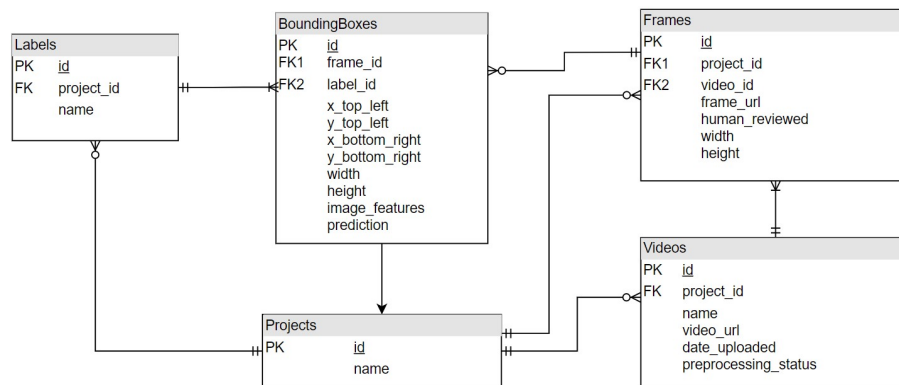 Labels
PK id
FK project_id
name
BoundingBoxes
PK id
FK1 frame_id
FK2 label_id
x_top_left
y_top_left
x_bottom_right
y_bottom_right
width
height
image_features
prediction
Frames
PK id
FK1 project_id
FK2 video_id
frame_url
human_reviewed
width
height
Projects
PK id
name
Videos
PK id
FK project_id
name
video_url
date_uploaded
preprocessing_status